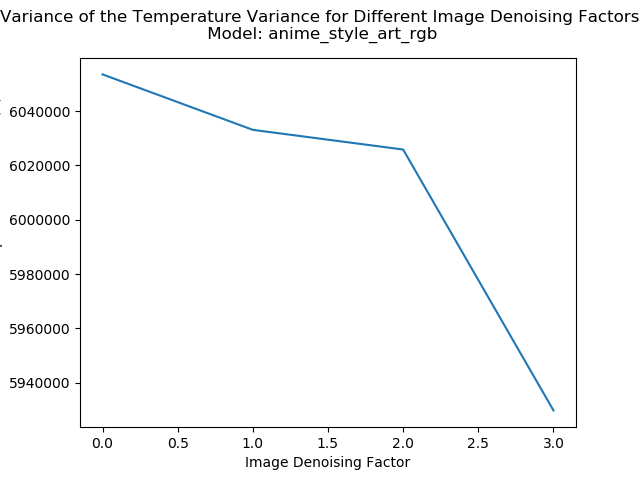 Variance of the Temperature Variance for Different Image Denoising Factors
Model: anime_style_art_rgb
6040000
6020000
6000000
5980000
5960000
5940000
0.0 0.5 1.0 1.5 2.0 2.5 3.0
Image Denoising Factor